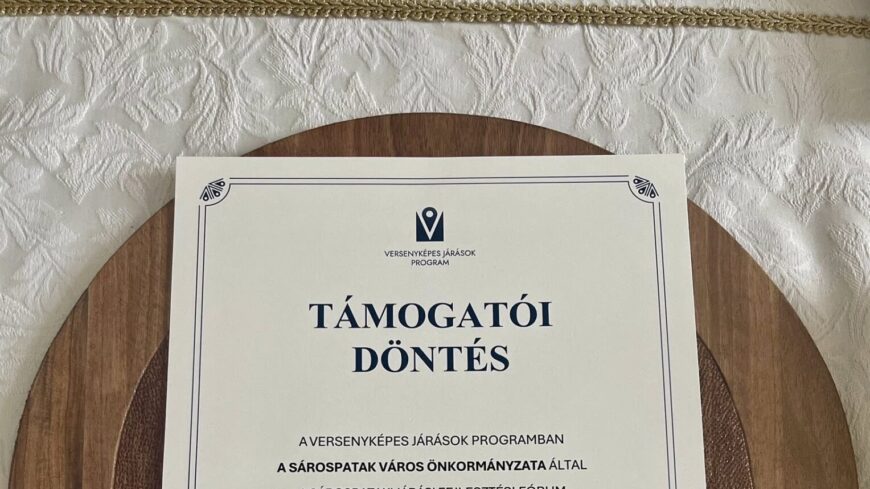 VERSENYKÉPES JÁRÁSOK
PROGRAM
TÁMOGATÓI
DÖNTÉS
A VERSENYKÉPES JÁRÁSOK PROGRAMBAN
A SÁROSPATAK VÁROS ÖNKORMÁNYZATA ÁLTAL